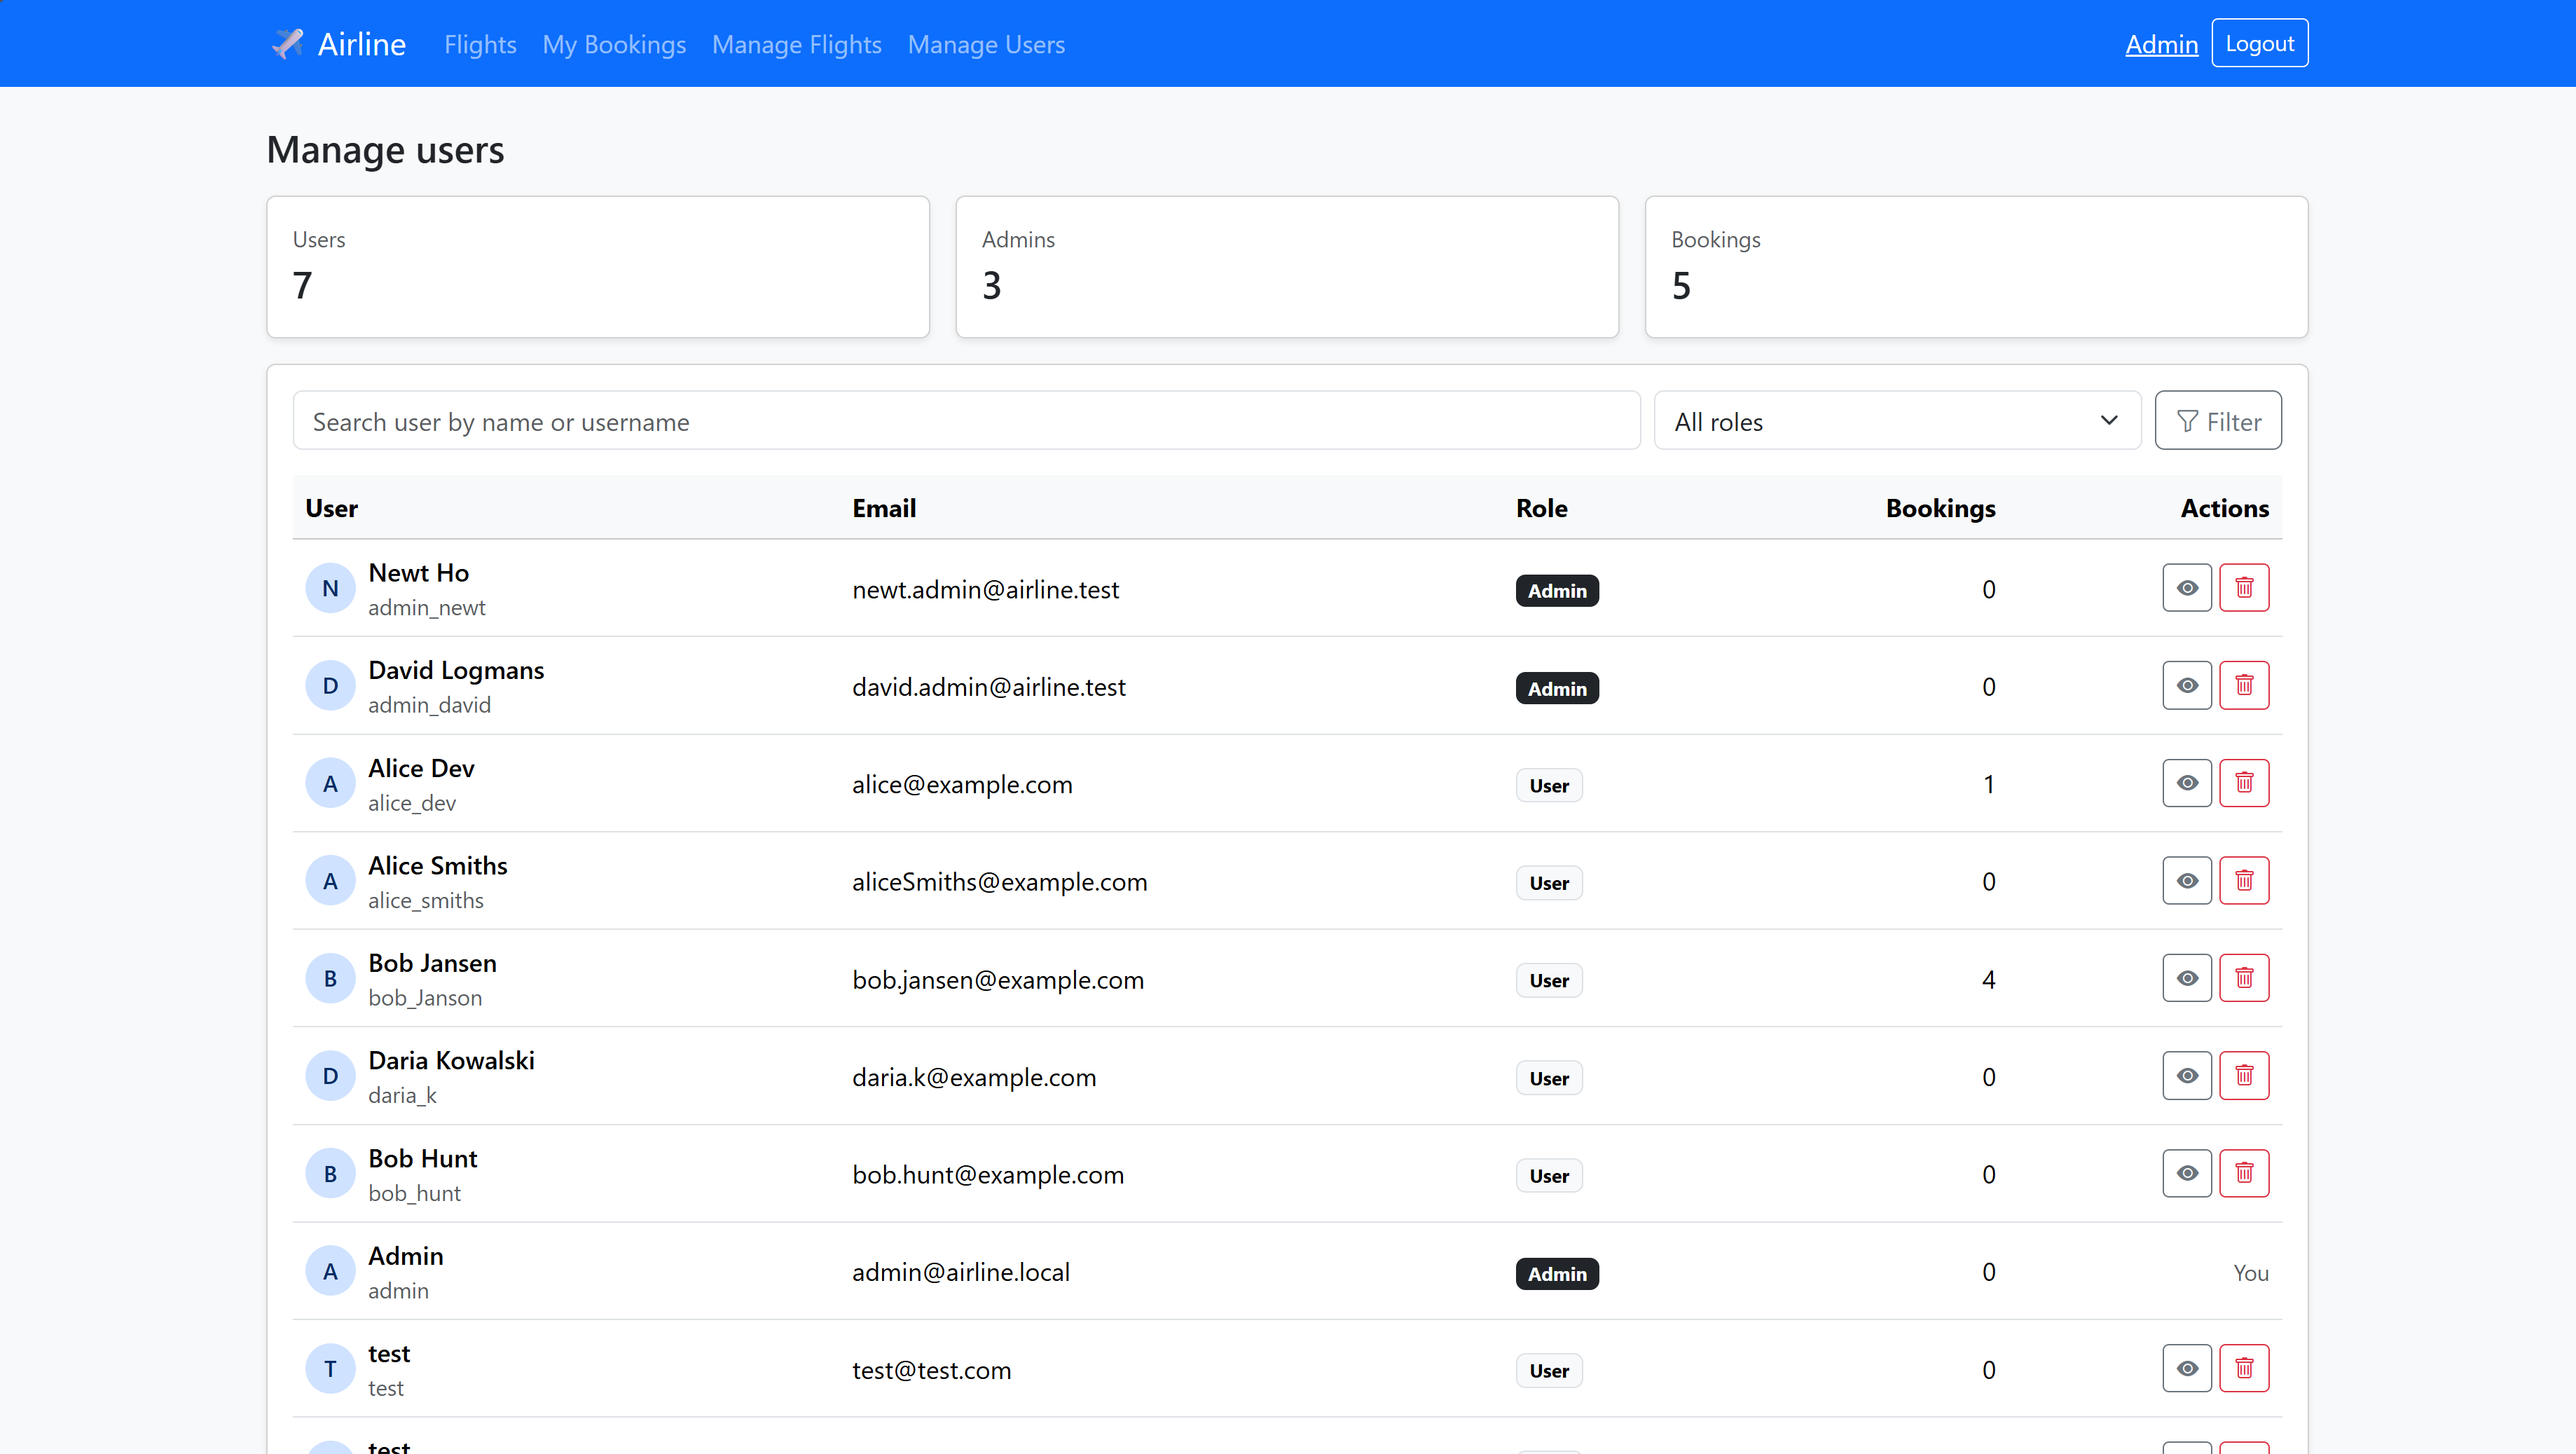 Airline Flights My Bookings Manage Flights Manage Users Admin Logout
Manage users
Users Admins Bookings
7 3 5
Search user by name or username All roles Filter
User Email Role Bookings Actions
N Newt Ho
admin_newt newt.admin@airline.test Admin 0
D David Logmans
admin_david david.admin@airline.test Admin 0
A Alice Dev
alice_dev alice@example.com User 1
A Alice Smiths
alice_smiths aliceSmiths@example.com User 0
B Bob Jansen
bob_Janson bob.jansen@example.com User 4
D Daria Kowalski
daria_k daria.k@example.com User 0
B Bob Hunt
bob_hunt bob.hunt@example.com User 0
A Admin
admin admin@airline.local Admin 0 You
T test
test test@test.com User 0
test